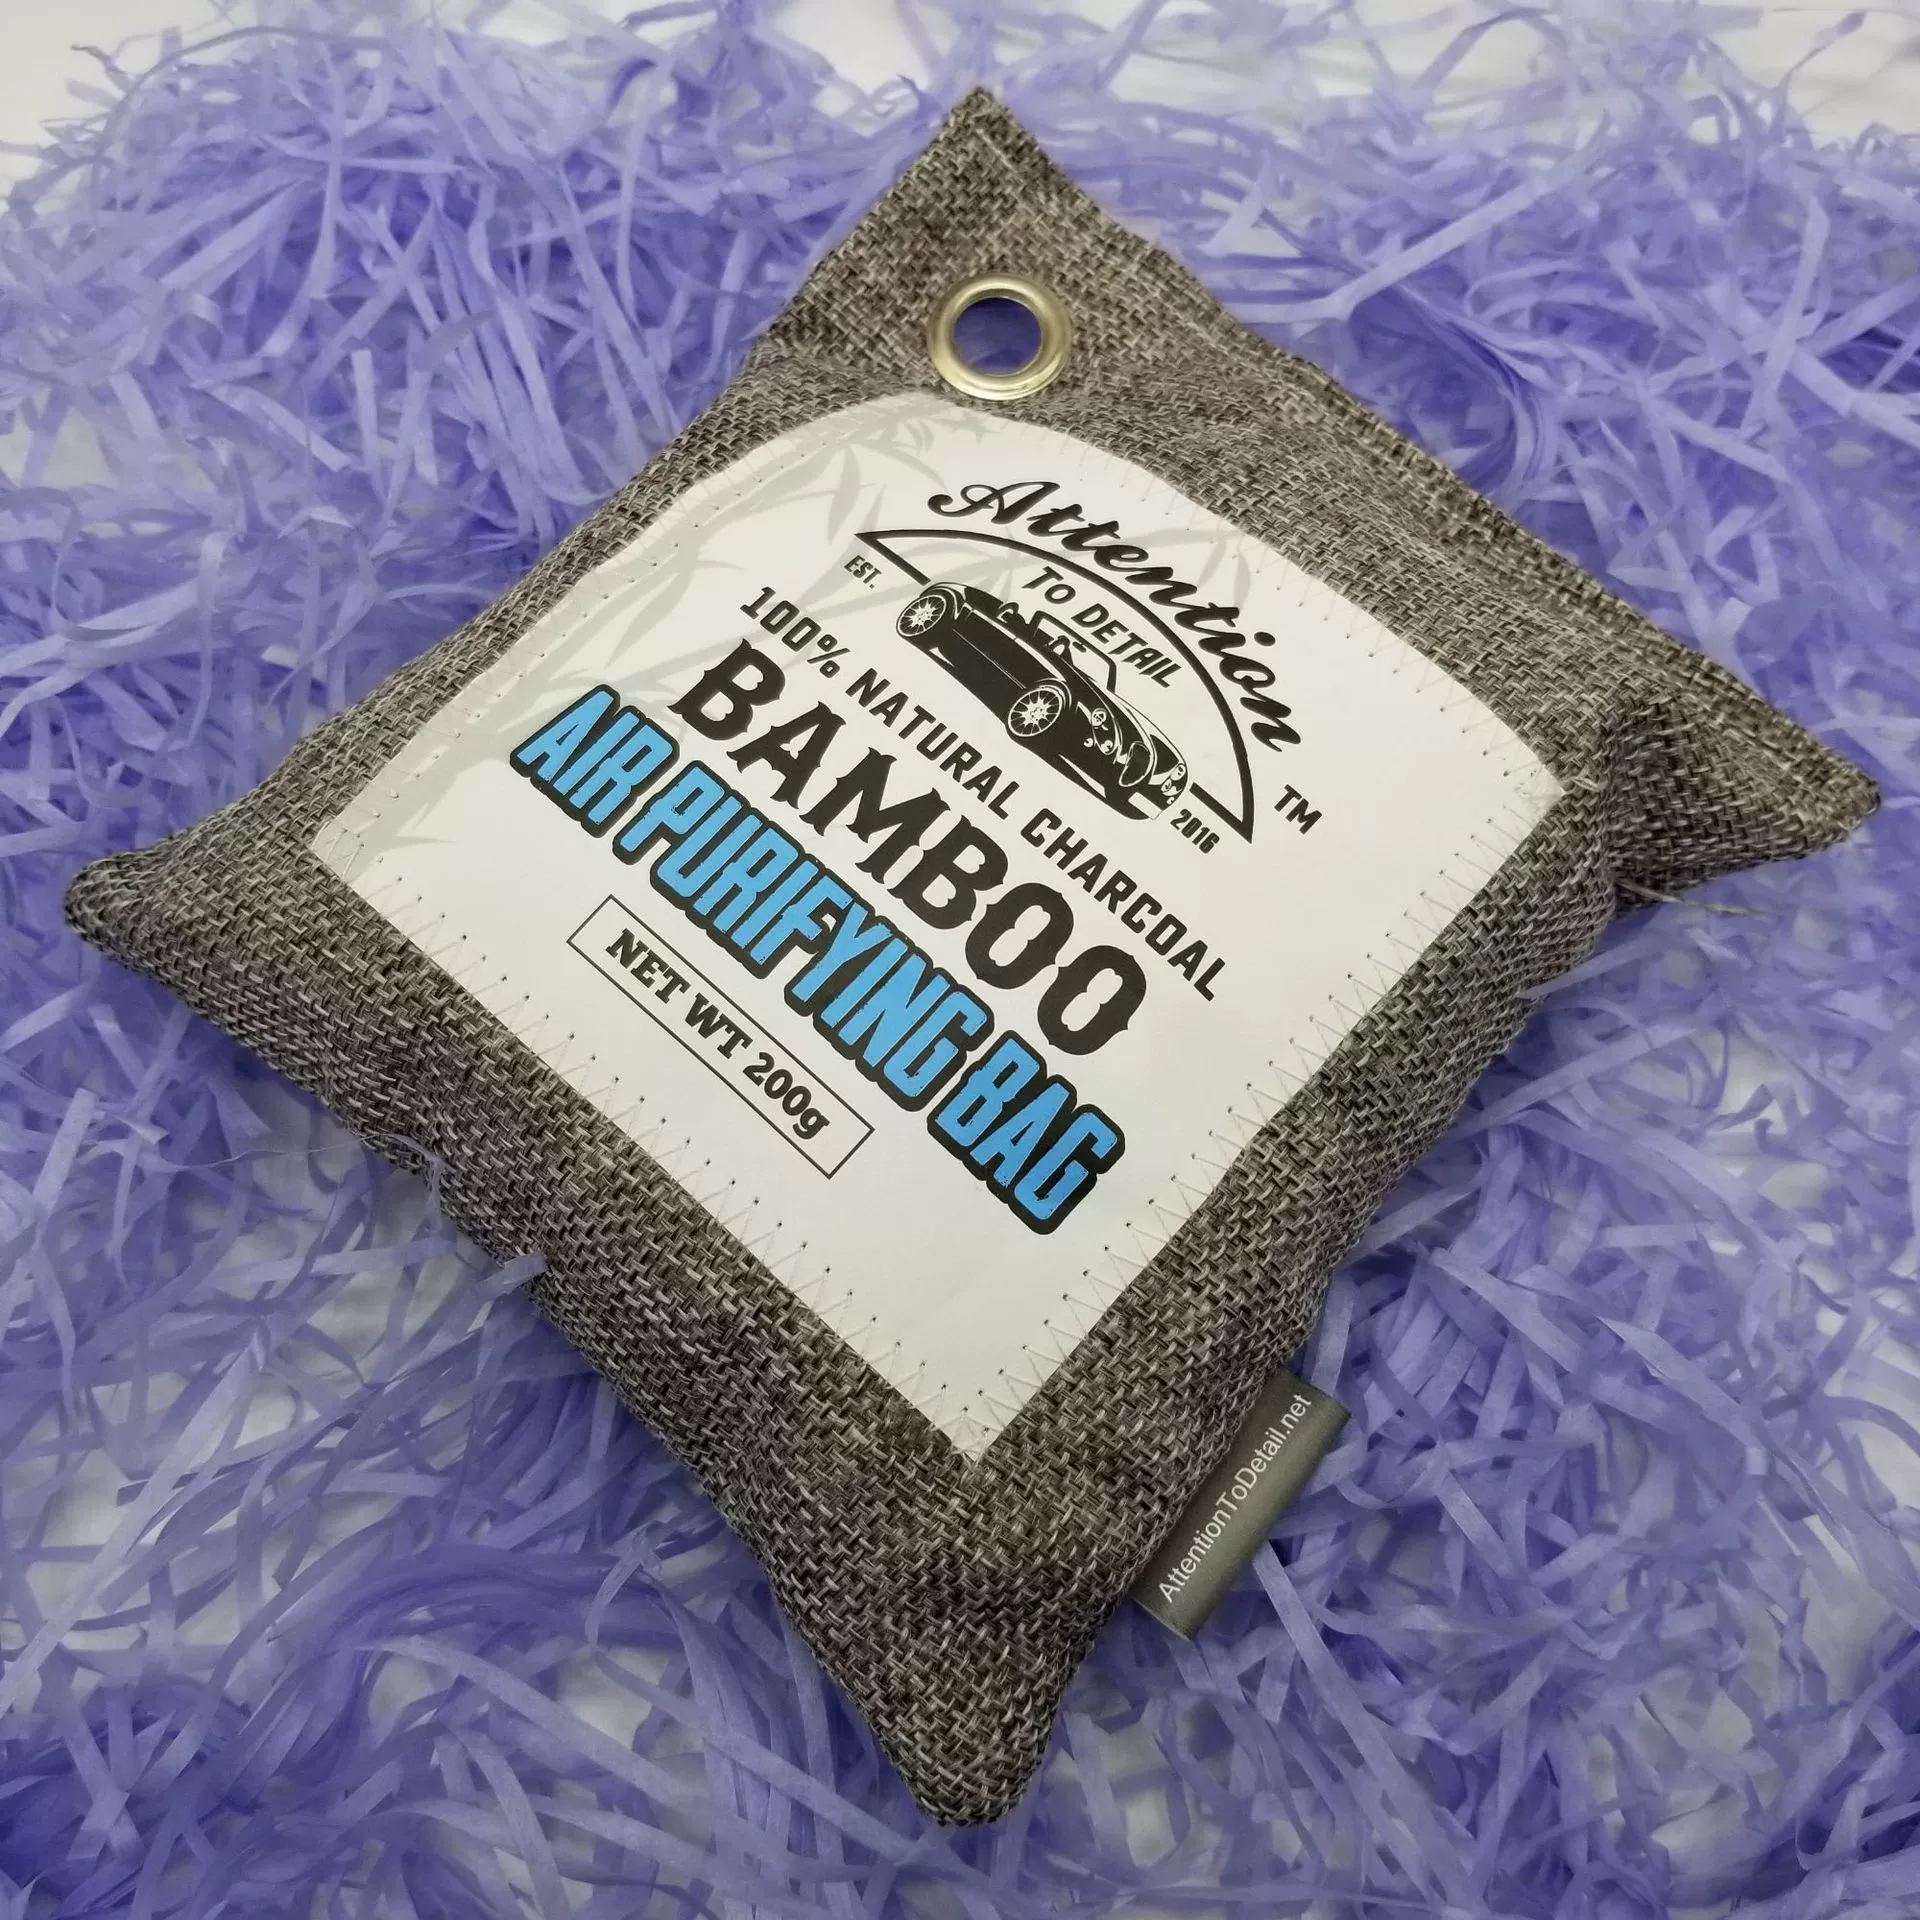 Attention
To DETAIL
EST.
2016
TM
100% NATURAL CHARCOAL
BAMBOO
AIR PURIFYING BAG
NET WT 200g
AttentionToDetail.net